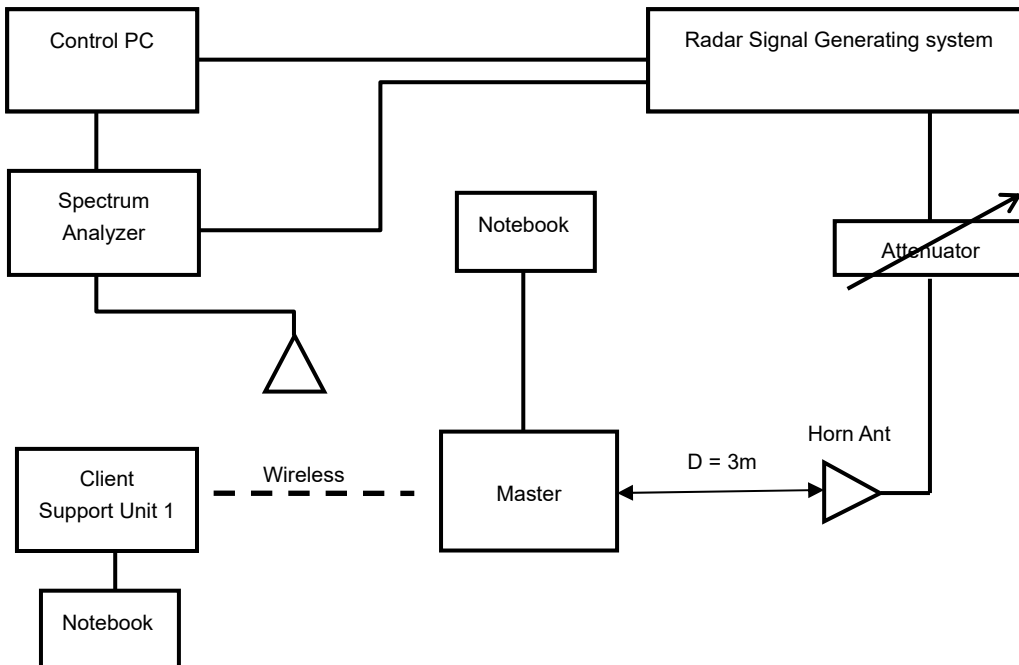 Control PC
Radar Signal Generating system
Spectrum
Analyzer
Notebook
Attenuator
Horn Ant
D = 3m
Client
Support Unit 1
Wireless
Master
Notebook